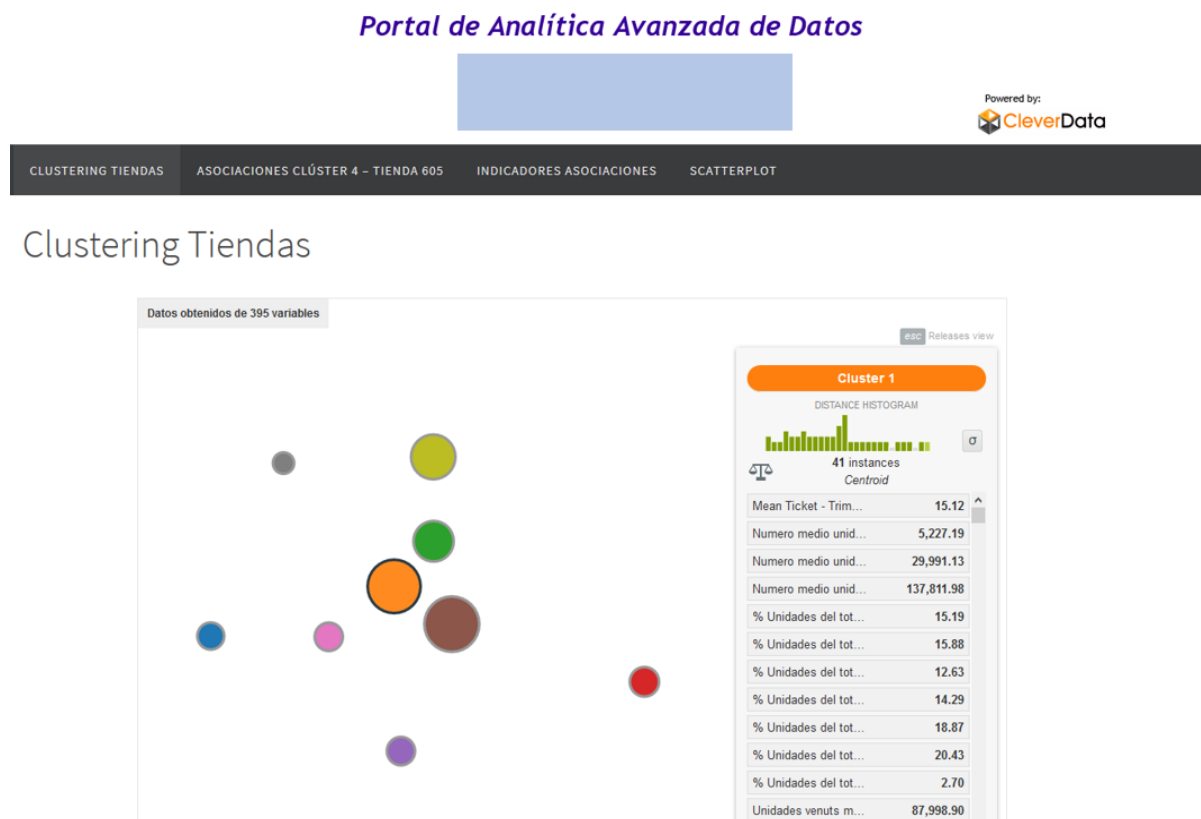 Portal de Analítica Avanzada de Datos
Powered by:
CleverData
CLUSTERING TIENDAS ASOCIACIONES CLÚSTER 4 – TIENDA 605 INDICADORES ASOCIACIONES SCATTERPLOT
Clustering Tiendas
Datos obtenidos de 395 variables
esc Releases view
Cluster 1
DISTANCE HISTOGRAM
σ
41 instances
Centroid
Mean Ticket - Trim... 15.12
Numero medio unid... 5,227.19
Numero medio unid... 29,991.13
Numero medio unid... 137,811.98
% Unidades del tot... 15.19
% Unidades del tot... 15.88
% Unidades del tot... 12.63
% Unidades del tot... 14.29
% Unidades del tot... 18.87
% Unidades del tot... 20.43
% Unidades del tot... 2.70
Unidades venuts m... 87,998.90